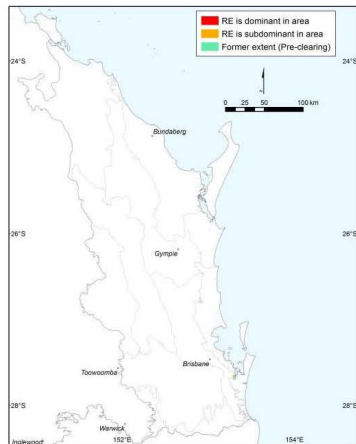 RE is dominant in area
RE is subdominant in area
Former extent (Pre-clearing)
24°S
24°S
0 25 50 100 km
Bundaberg
26°S
26°S
Gympie
Brisbane
Toowoomba
28°S
28°S
Warwick
Inglewood
152°E
154°E